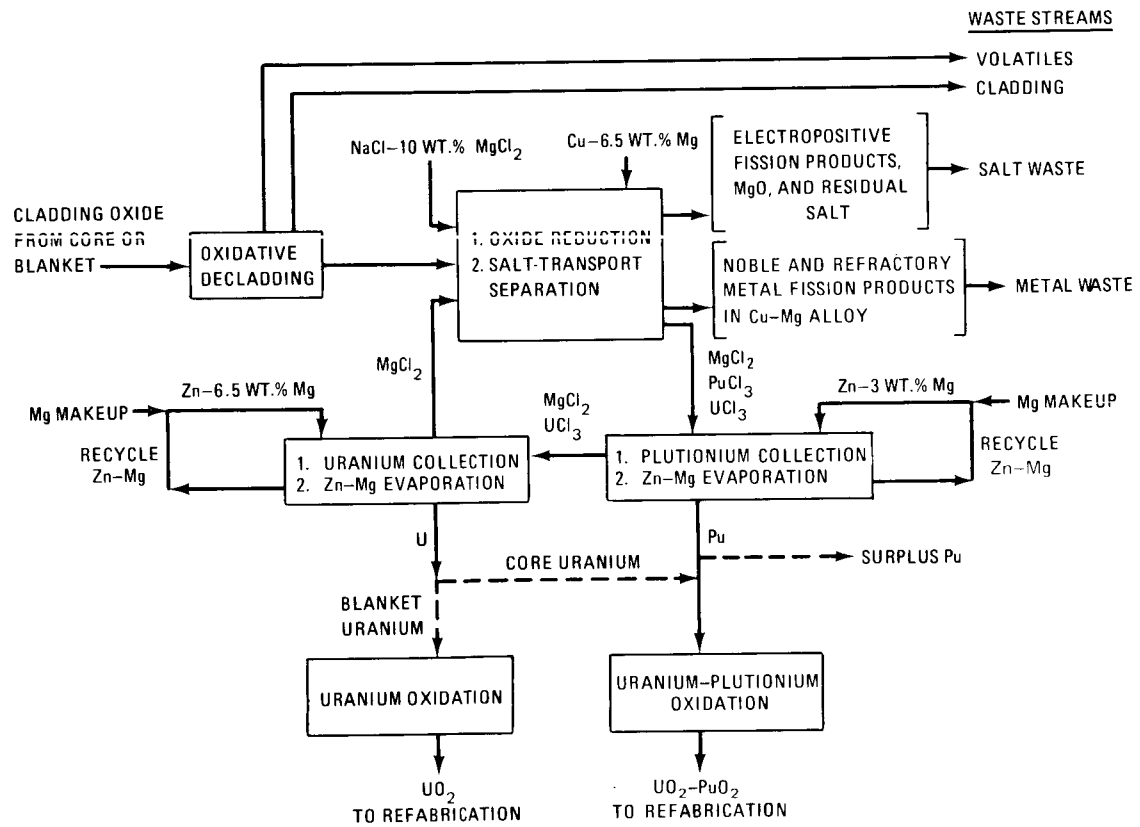 WASTE STREAMS
VOLATILES
CLADDING
NaCl–10 WT.% MgCl2
Cu–6.5 WT.% Mg
ELECTROPOSITIVE
FISSION PRODUCTS,
MgO, AND RESIDUAL
SALT
SALT WASTE
CLADDING OXIDE
FROM CORE OR
BLANKET
OXIDATIVE
DECLADDING
1. OXIDE REDUCTION
2. SALT-TRANSPORT
SEPARATION
NOBLE AND REFRACTORY
METAL FISSION PRODUCTS
IN Cu–Mg ALLOY
METAL WASTE
MgCl2
MgCl2
PuCl3
UCl3
Zn–6.5 WT.% Mg
Mg MAKEUP
RECYCLE
Zn–Mg
MgCl2
UCl3
Zn–3 WT.% Mg
Mg MAKEUP
RECYCLE
Zn–Mg
1. URANIUM COLLECTION
2. Zn–Mg EVAPORATION
1. PLUTIONIUM COLLECTION
2. Zn–Mg EVAPORATION
U
Pu
CORE URANIUM
SURPLUS Pu
BLANKET
URANIUM
URANIUM OXIDATION
URANIUM–PLUTIONIUM
OXIDATION
UO2
TO REFABRICATION
UO2–PuO2
TO REFABRICATION